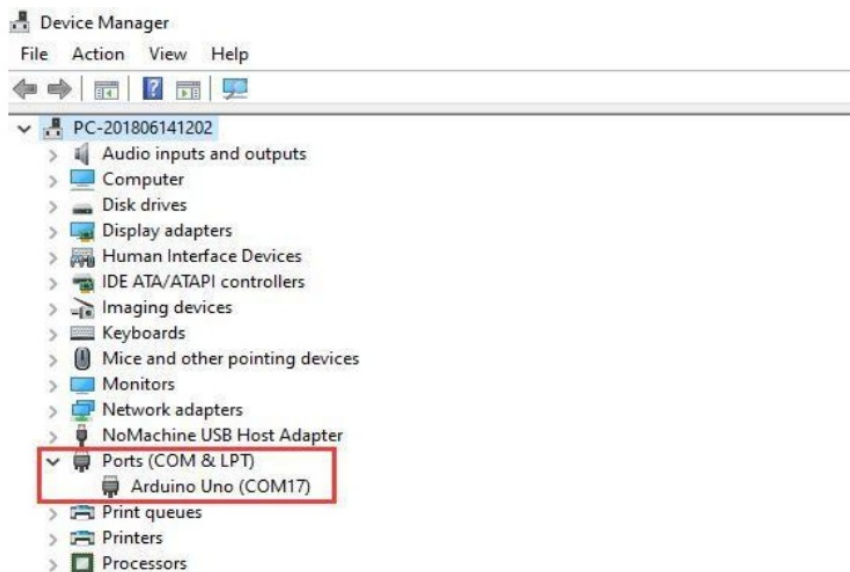 Device Manager
File Action View Help
PC-201806141202
Audio inputs and outputs
Computer
Disk drives
Display adapters
Human Interface Devices
IDE ATA/ATAPI controllers
Imaging devices
Keyboards
Mice and other pointing devices
Monitors
Network adapters
NoMachine USB Host Adapter
Ports (COM & LPT)
Arduino Uno (COM17)
Print queues
Printers
Processors